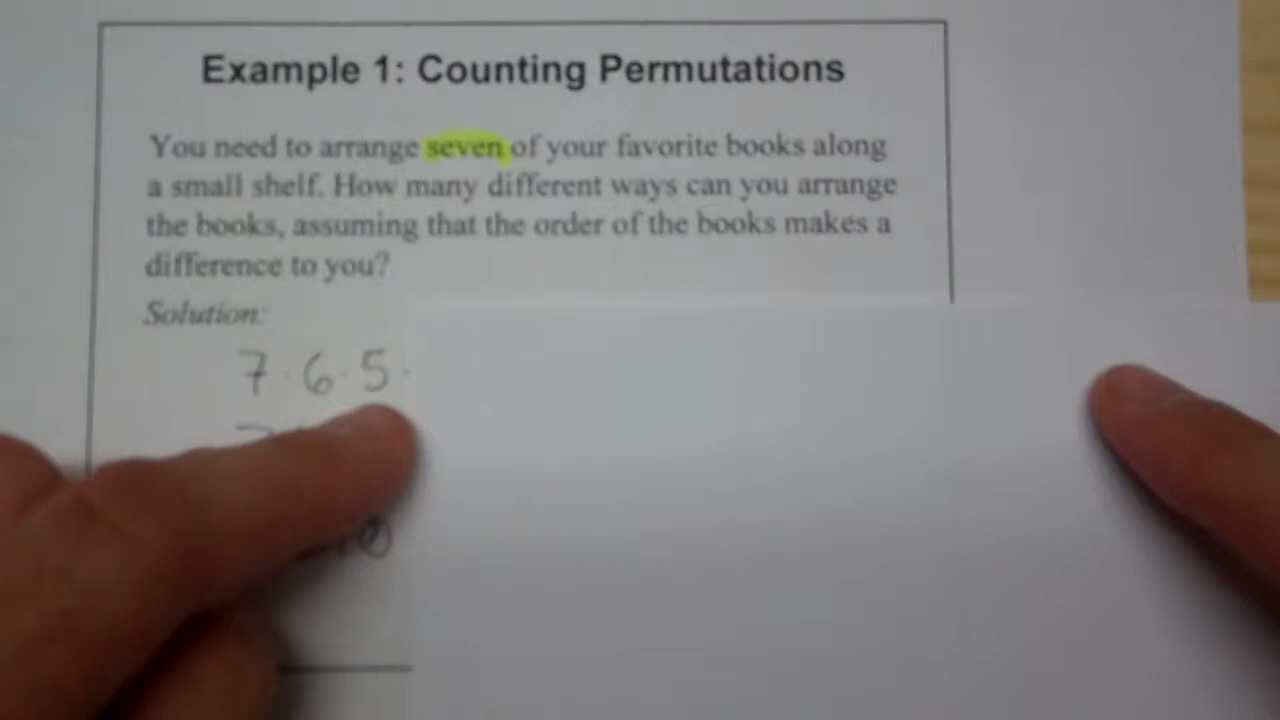 Example 1: Counting Permutations
You need to arrange seven of your favorite books along
a small shelf. How many different ways can you arrange
the books, assuming that the order of the books makes a
difference to you?
Solution:
7 · 6 · 5 ·